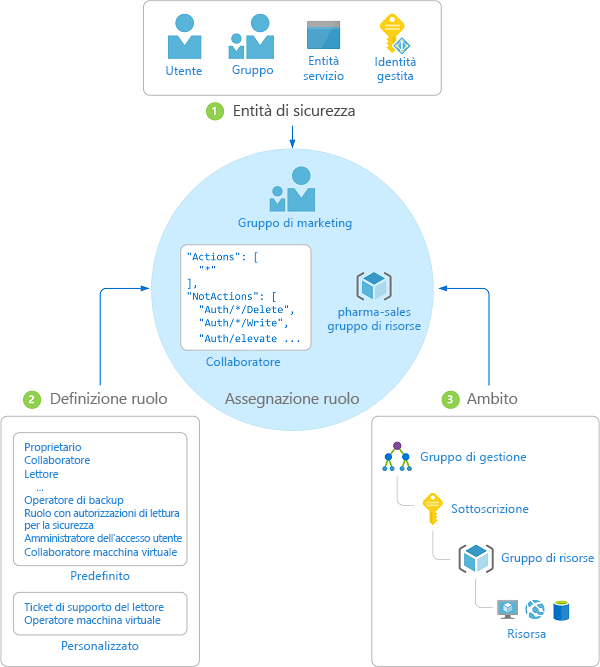 Utente
Gruppo
Entità
servizio
Identità
gestita
1 Entità di sicurezza
Gruppo di marketing
"Actions": [
"*"
],
"NotActions": [
"Auth/*/Delete",
"Auth/*/Write",
"Auth/elevate ...
Collaboratore
pharma-sales
gruppo di risorse
Assegnazione ruolo
2 Definizione ruolo
Proprietario
Collaboratore
Lettore
...
Operatore di backup
Ruolo con autorizzazioni di lettura
per la sicurezza
Amministratore dell'accesso utente
Collaboratore macchina virtuale
Predefinito
Ticket di supporto del lettore
Operatore macchina virtuale
Personalizzato
3 Ambito
Gruppo di gestione
Sottoscrizione
Gruppo di risorse
Risorsa